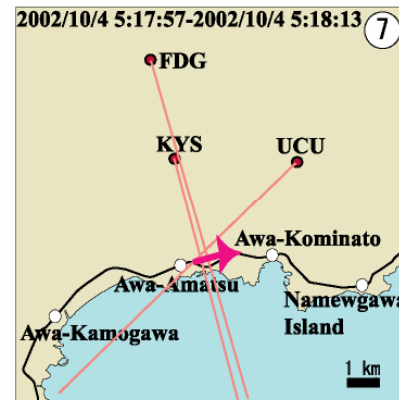 2002/10/4 5:17:57-2002/10/4 5:18:13
7
FDG
KYS
UCU
Awa-Kominato
Awa-Amatsu
Namewgawa
Island
Awa-Kamogawa
1 km